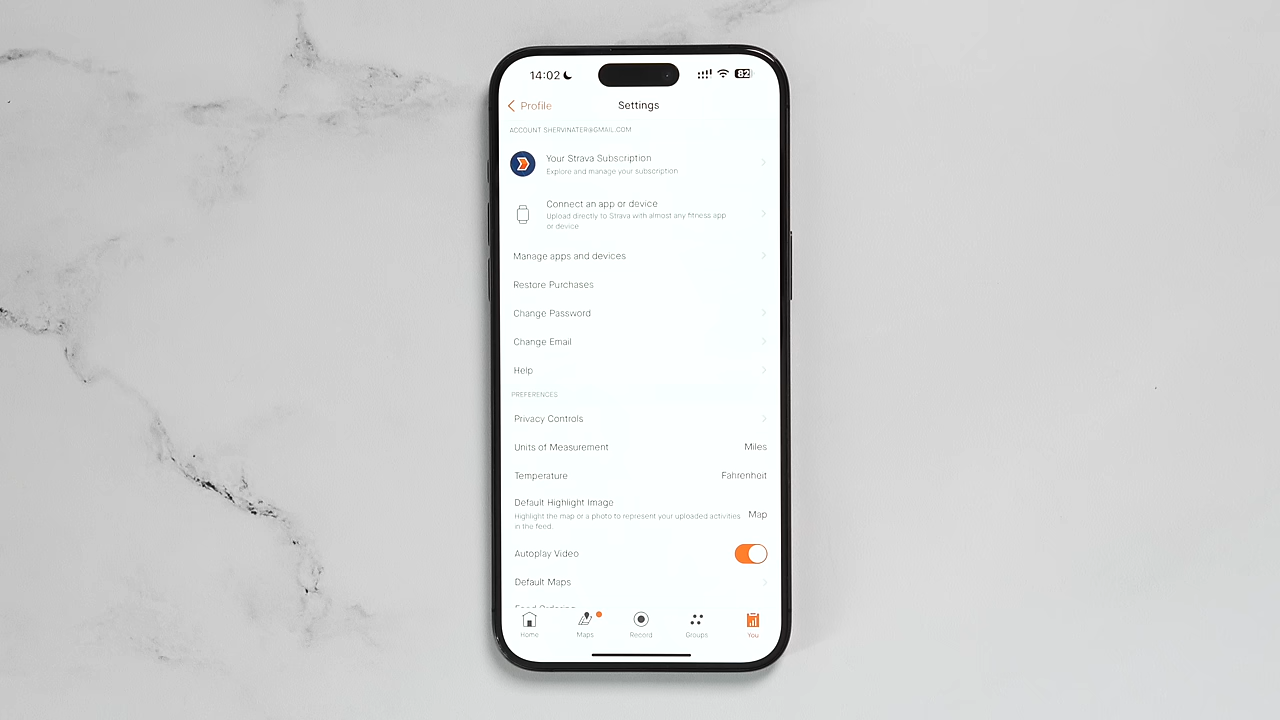 14:02
82
Profile
Settings
ACCOUNT SHERVINATER@GMAIL.COM
Your Strava Subscription
Explore and manage your subscription
Connect an app or device
Upload directly to Strava with almost any fitness app
or device
Manage apps and devices
Restore Purchases
Change Password
Change Email
Help
PREFERENCES
Privacy Controls
Units of Measurement
Miles
Temperature
Fahrenheit
Default Highlight Image
Highlight the map or a photo to represent your uploaded activities
in the feed.
Map
Autoplay Video
Default Maps
Feed Ordering
Home
Maps
Record
Groups
You